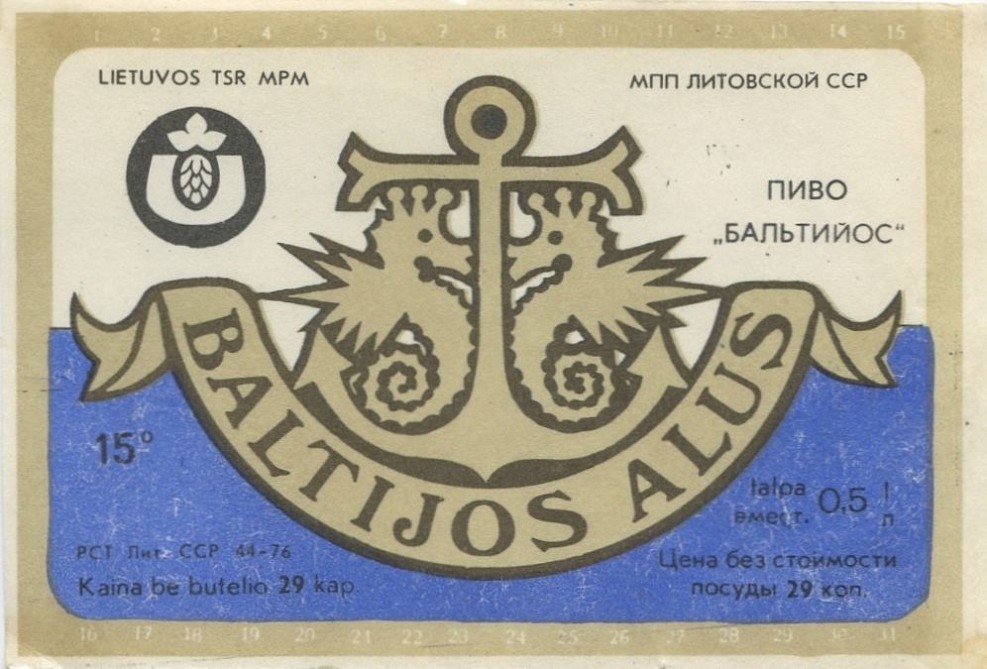 1 2 3 4 5 6 7 8 9 10 11 12 13 14 15
LIETUVOS TSR MPM
МПП ЛИТОВСКОЙ ССР
ПИВО
„БАЛЬТИЙОС“
BALTIJOS ALUS
15°
talpa 0,5 l
вмест. л
РСТ Лит. ССР 44-76
Kaina be butelio 29 kap.
Цена без стоимости
посуды 29 коп.
16 17 18 19 20 21 22 23 24 25 26 27 28 29 30 31